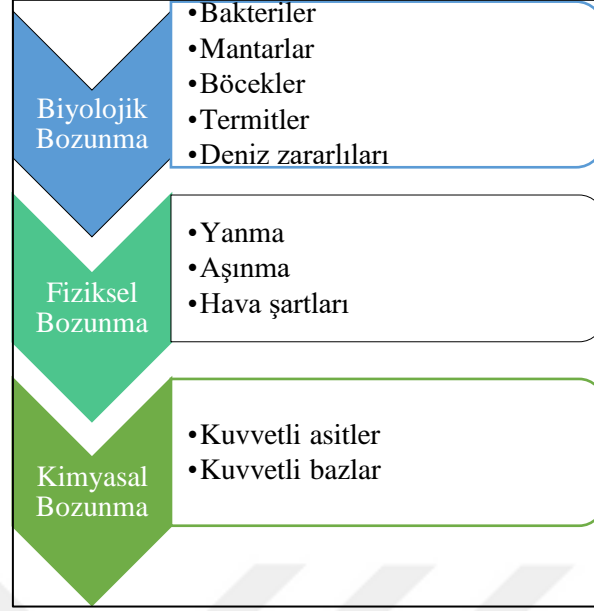 Biyolojik
Bozunma
•Bakteriler
•Mantarlar
•Böcekler
•Termitler
•Deniz zararlıları
Fiziksel
Bozunma
•Yanma
•Aşınma
•Hava şartları
Kimyasal
Bozunma
•Kuvvetli asitler
•Kuvvetli bazlar